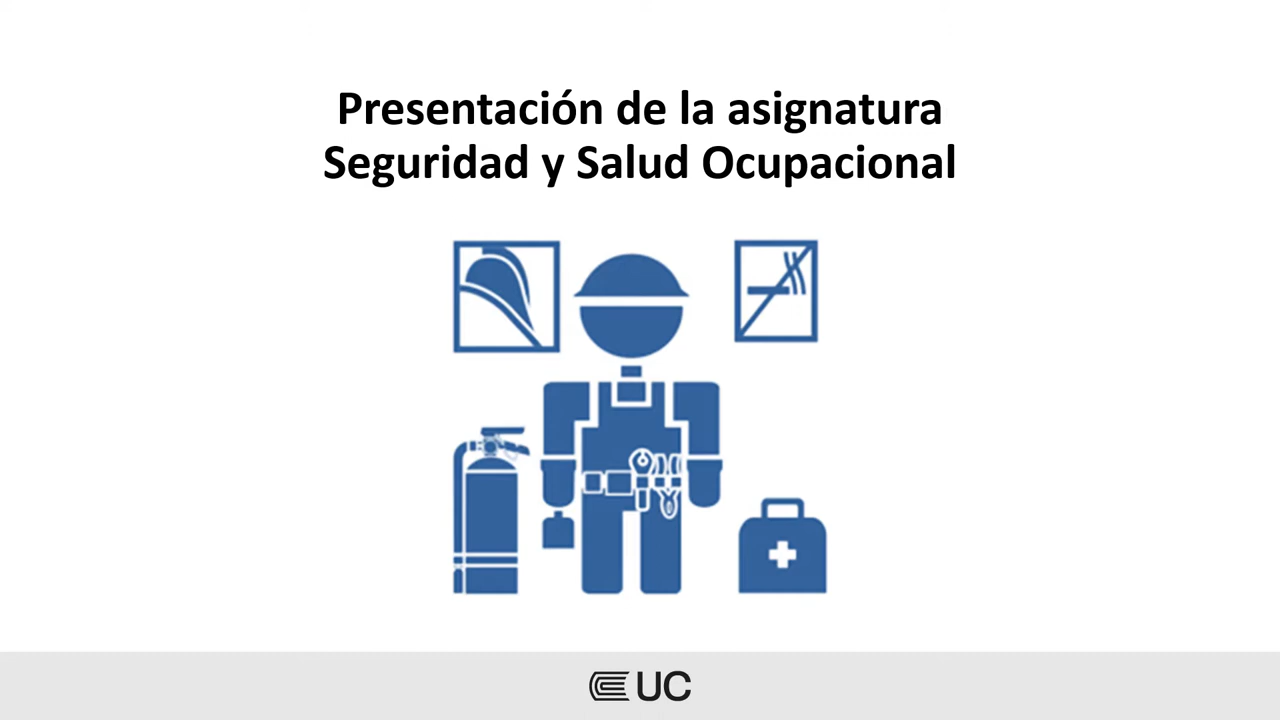 Presentación de la asignatura
Seguridad y Salud Ocupacional
UC